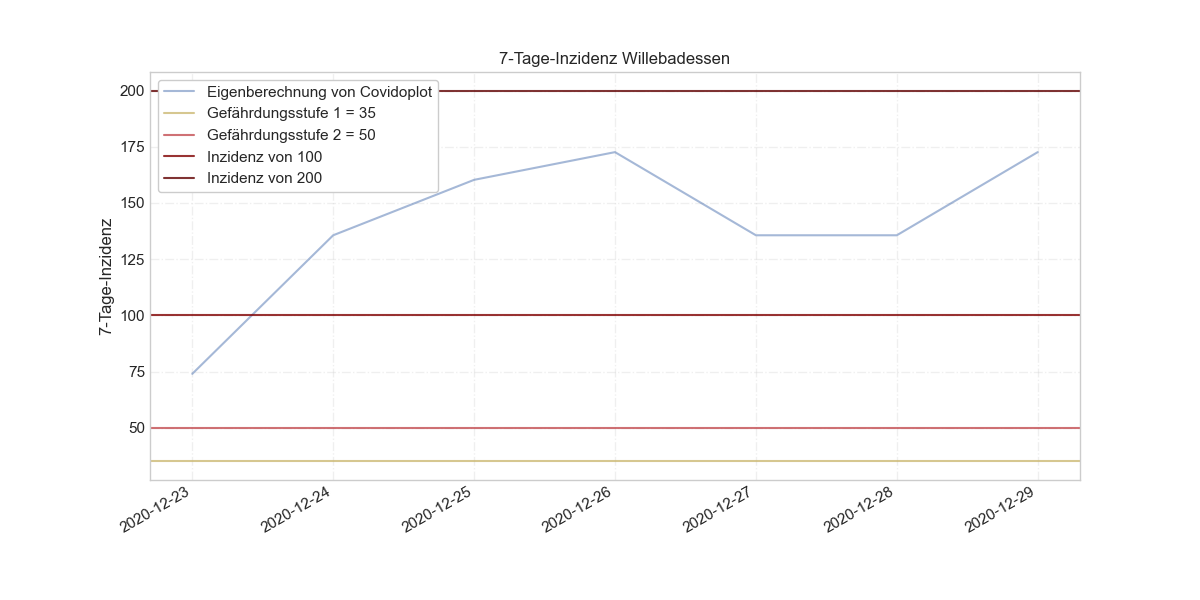 7-Tage-Inzidenz Willebadessen
Eigenberechnung von Covidoplot
Gefährdungsstufe 1 = 35
Gefährdungsstufe 2 = 50
Inzidenz von 100
Inzidenz von 200
7-Tage-Inzidenz
200
175
150
125
100
75
50
2020-12-23
2020-12-24
2020-12-25
2020-12-26
2020-12-27
2020-12-28
2020-12-29